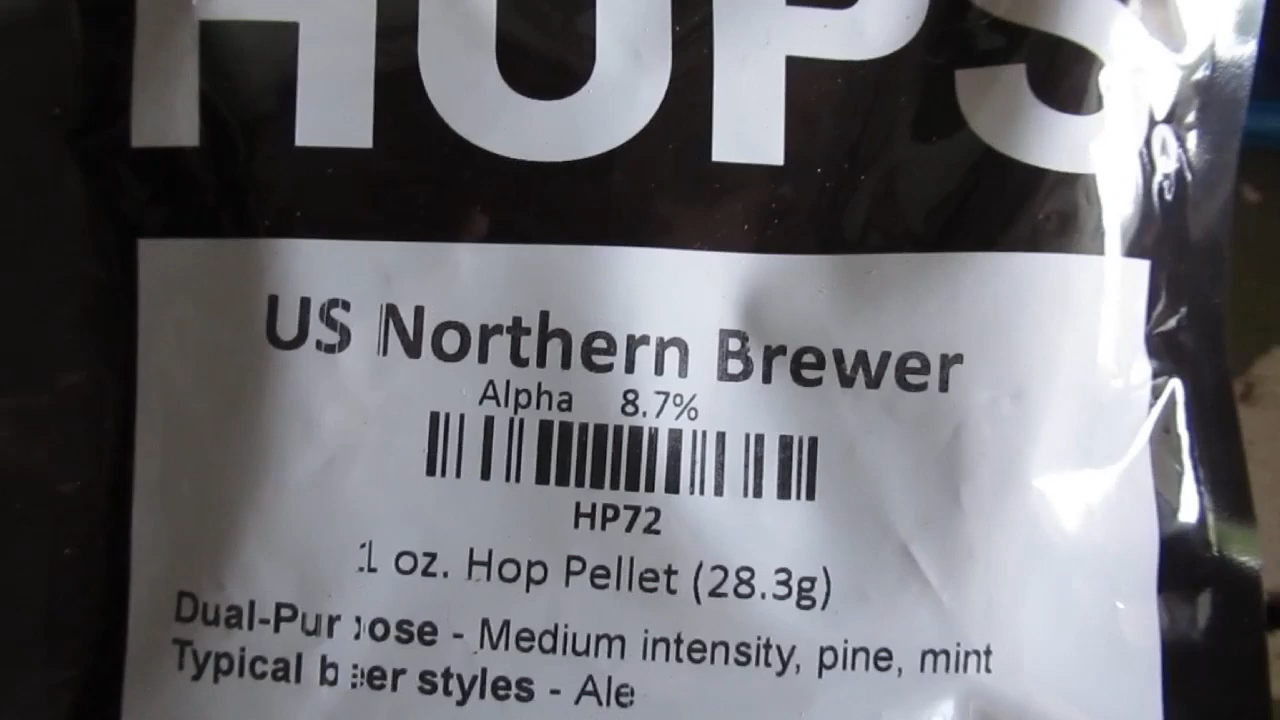 HOPS
US Northern Brewer
Alpha 8.7%
HP72
1 oz. Hop Pellet (28.3g)
Dual-Purpose - Medium intensity, pine, mint
Typical beer styles - Ale